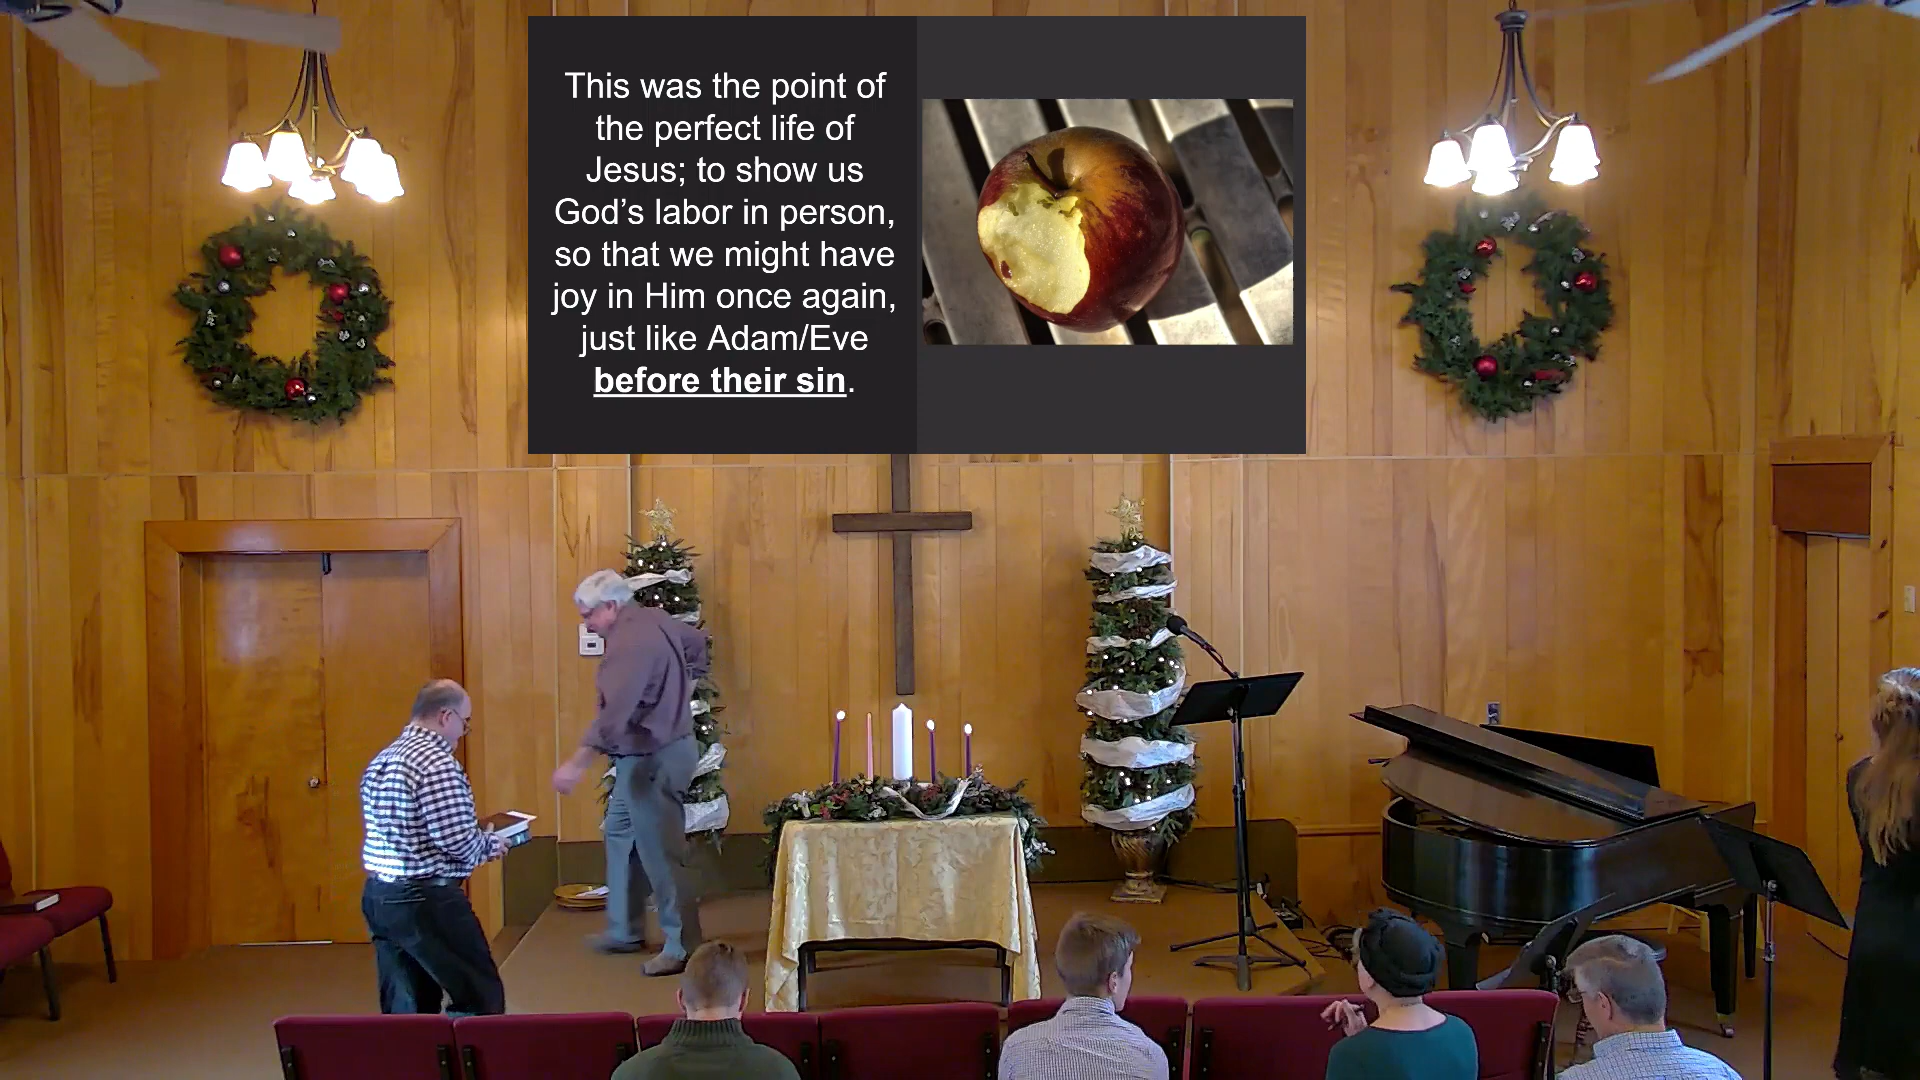 This was the point of
the perfect life of
Jesus; to show us
God’s labor in person,
so that we might have
joy in Him once again,
just like Adam/Eve
before their sin.